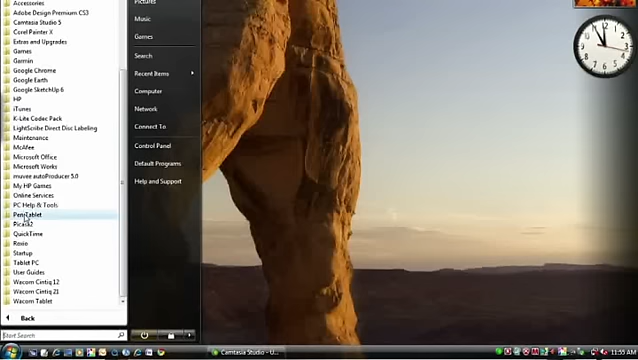 Accessories
Adobe Design Premium CS3
Camtasia Studio 5
Corel Painter X
Extras and Upgrades
Games
Garmin
Google Chrome
Google Earth
Google SketchUp 6
HP
iTunes
K-Lite Codec Pack
LightScribe Direct Disc Labeling
Maintenance
McAfee
Microsoft Office
Microsoft Works
muvee autoProducer 5.0
My HP Games
Online Services
PC Help & Tools
PenTablet
Picasa2
QuickTime
Roxio
Startup
Tablet PC
User Guides
Wacom Cintiq 12
Wacom Cintiq 21
Wacom Tablet
Back
Start Search
Pictures
Music
Games
Search
Recent Items
Computer
Network
Connect To
Control Panel
Default Programs
Help and Support
Camtasia Studio - U...
11:55 AM